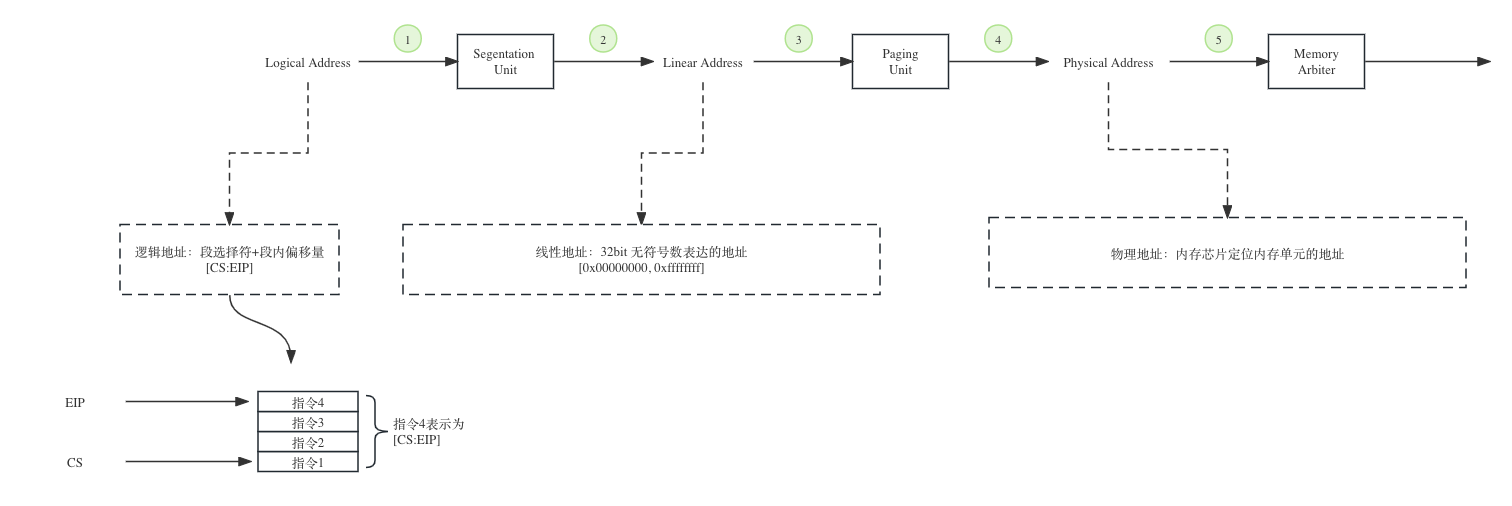 1
2
3
4
5
Logical Address
Segentation
Unit
Linear Address
Paging
Unit
Physical Address
Memory
Arbiter
逻辑地址：段选择符+段内偏移量
[CS:EIP]
线性地址：32bit 无符号数表达的地址
[0x00000000, 0xffffffff]
物理地址：内存芯片定位内存单元的地址
EIP
指令4
指令3
指令2
指令1
CS
指令4表示为
[CS:EIP]